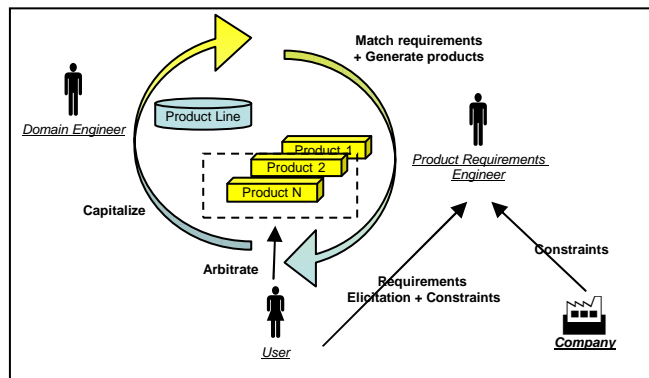 Match requirements
+ Generate products
Domain Engineer
Product Line
Product 1
Product 2
Product N
Product Requirements
Engineer
Capitalize
Arbitrate
Constraints
Requirements
Elicitation + Constraints
User
Company